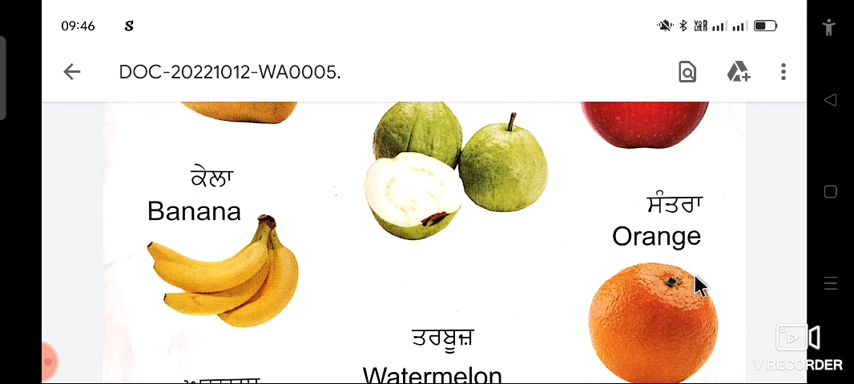 09:46 S
DOC-20221012-WA0005.
ਕੇਲਾ
Banana
ਸੰਤਰਾ
Orange
ਤਰਬੂਜ਼
Watermelon
V RECORDER